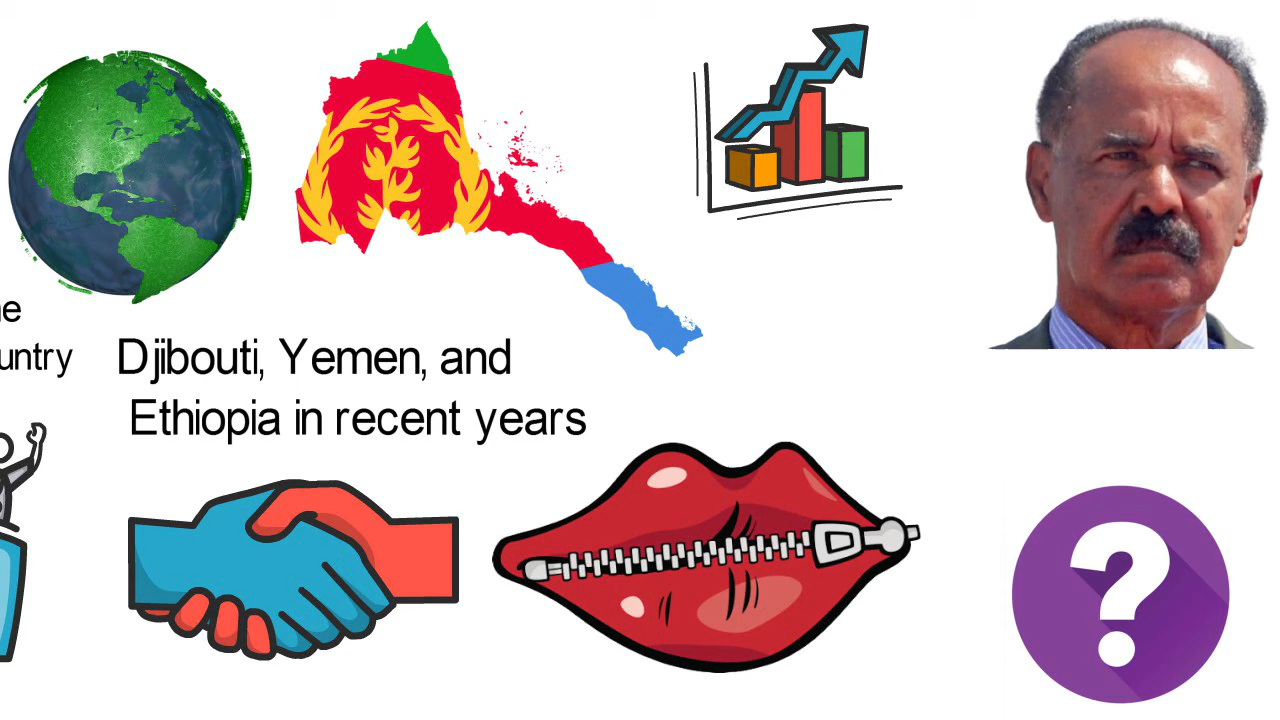 Djibouti, Yemen, and
Ethiopia in recent years